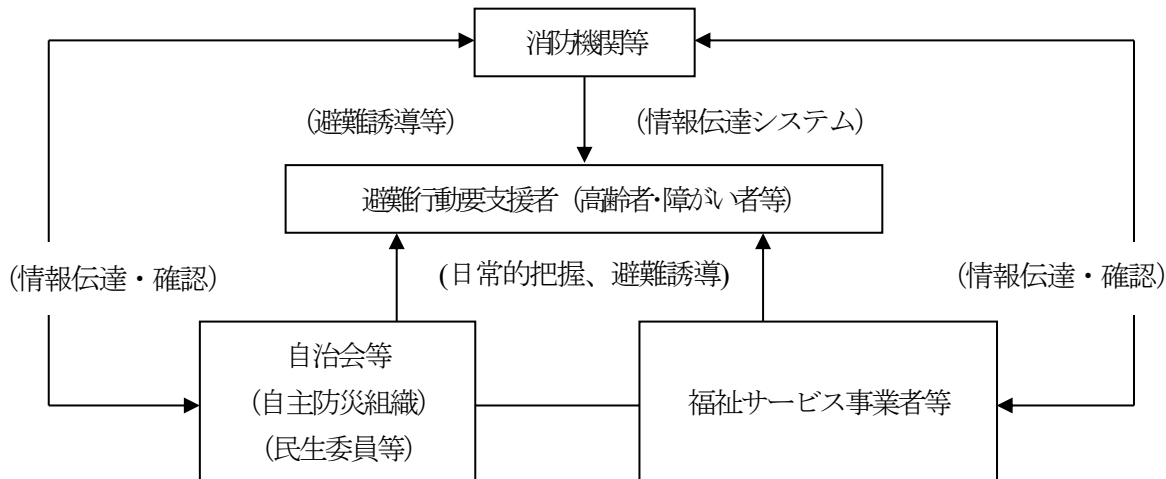 消防機関等
(避難誘導等)
(情報伝達システム)
避難行動要支援者（高齢者・障がい者等）
(情報伝達・確認)
(日常的把握、避難誘導)
(情報伝達・確認)
自治会等
(自主防災組織)
(民生委員等)
福祉サービス事業者等